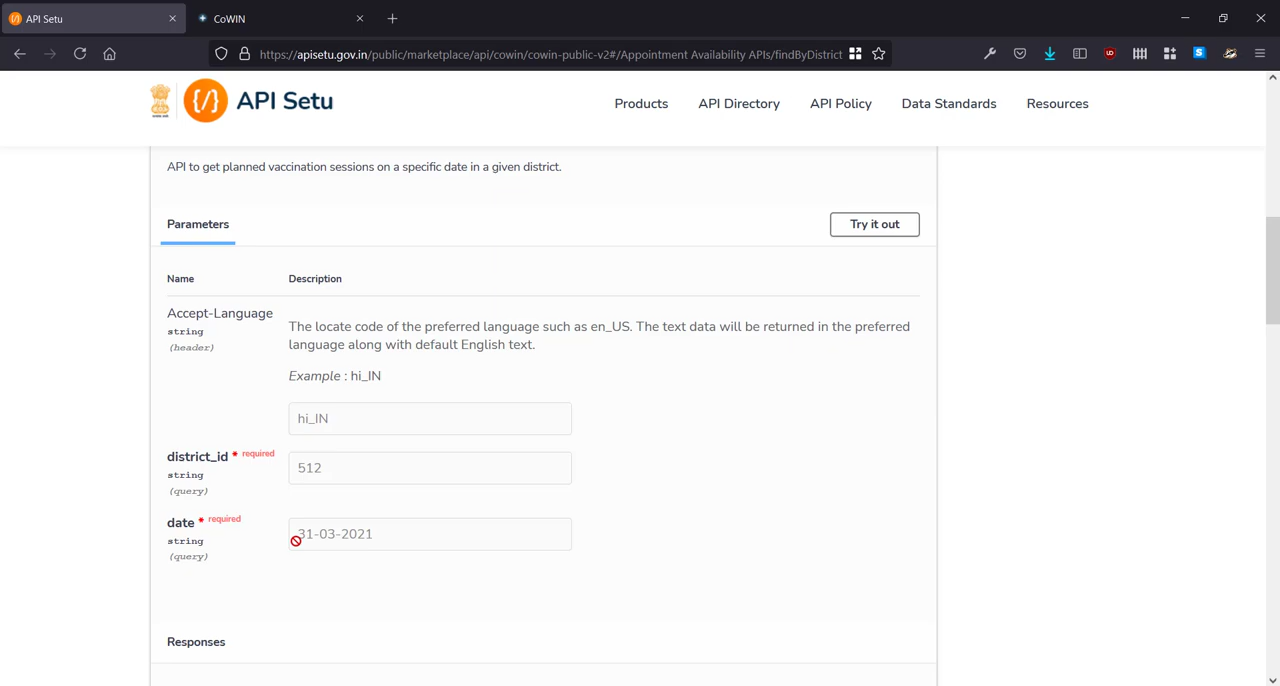 API Setu
CoWIN
https://apisetu.gov.in/public/marketplace/api/cowin/cowin-public-v2#/Appointment Availability APIs/findByDistrict
{/} API Setu
Products API Directory API Policy Data Standards Resources
API to get planned vaccination sessions on a specific date in a given district.
Parameters
Try it out
Name Description
Accept-Language
string
(header)
The locate code of the preferred language such as en_US. The text data will be returned in the preferred
language along with default English text.
Example : hi_IN
hi_IN
district_id * required
string
(query)
512
date * required
string
(query)
31-03-2021
Responses